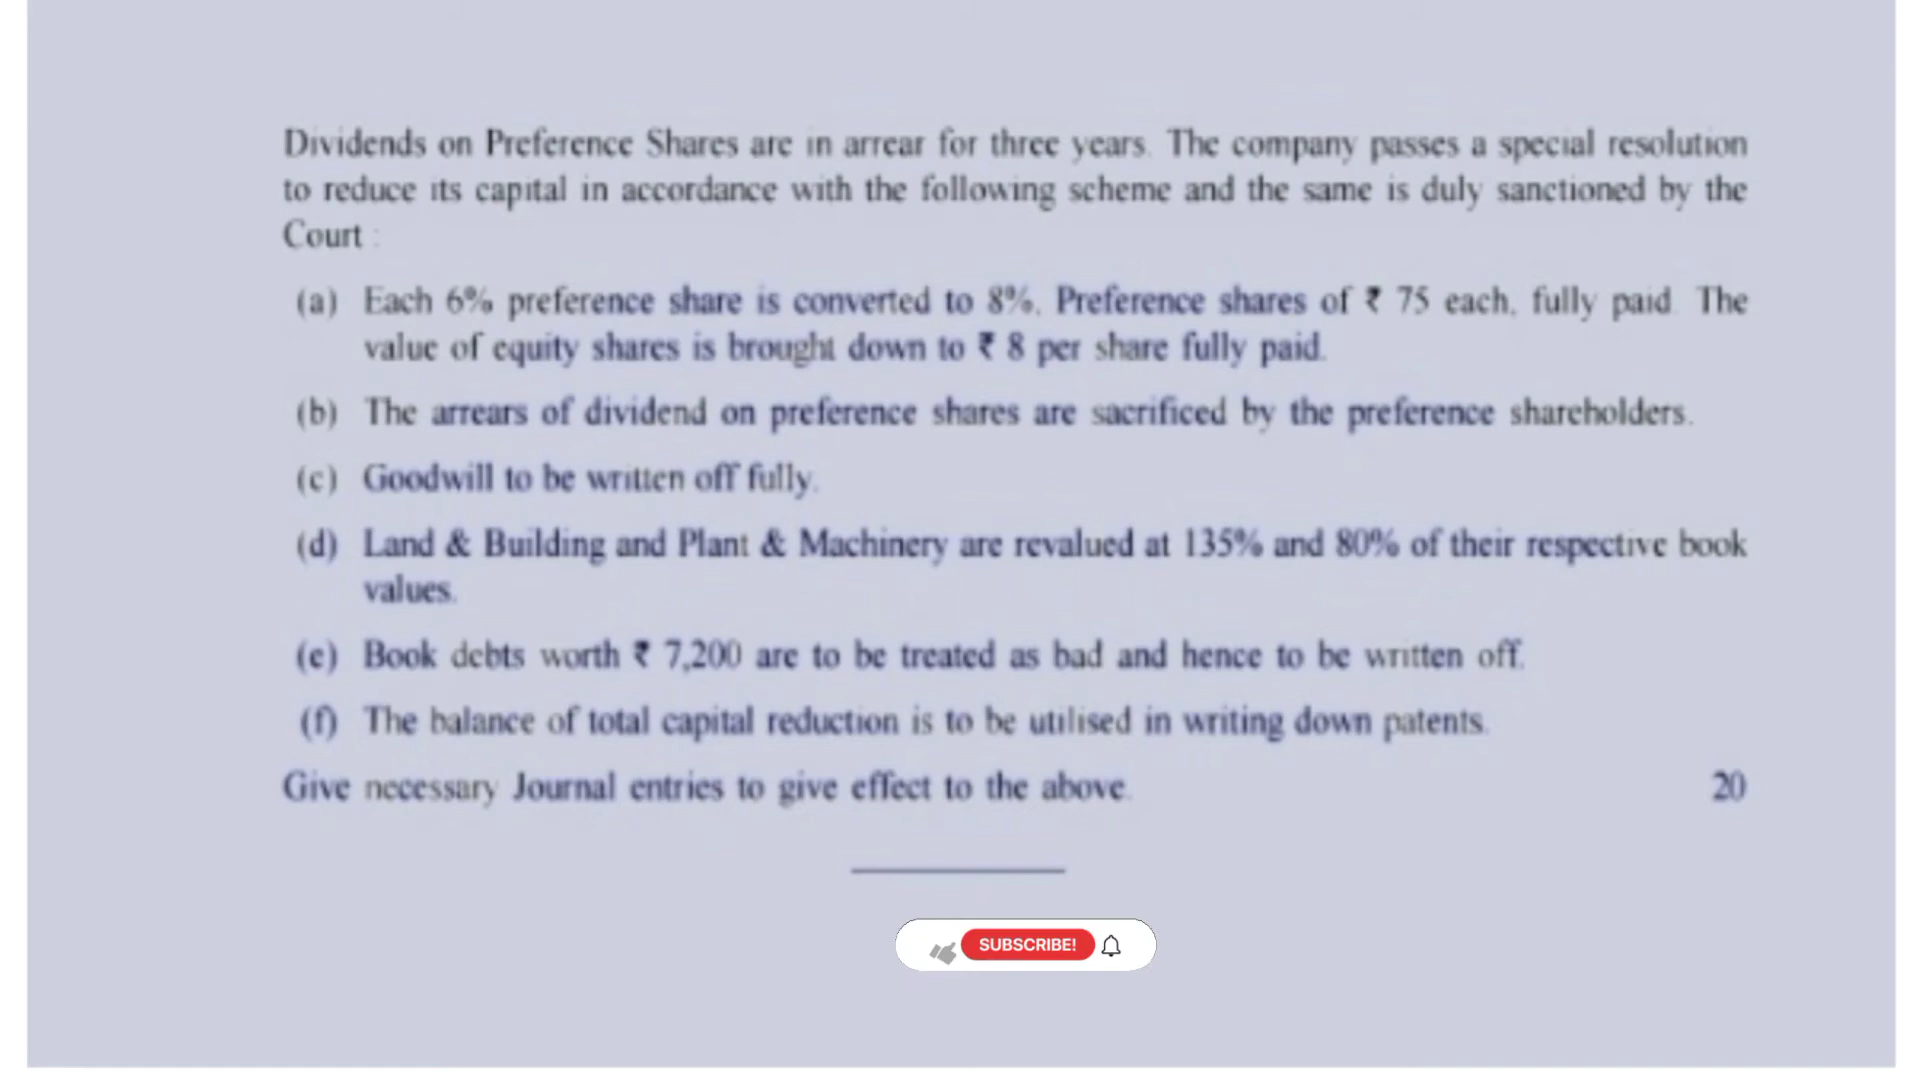 Dividends on Preference Shares are in arrear for three years. The company passes a special resolution
to reduce its capital in accordance with the following scheme and the same is duly sanctioned by the
Court :
(a) Each 6% preference share is converted to 8%. Preference shares of ₹ 75 each, fully paid. The
value of equity shares is brought down to ₹ 8 per share fully paid.
(b) The arrears of dividend on preference shares are sacrificed by the preference shareholders.
(c) Goodwill to be written off fully.
(d) Land & Building and Plant & Machinery are revalued at 135% and 80% of their respective book
values.
(e) Book debts worth ₹ 7,200 are to be treated as bad and hence to be written off.
(f) The balance of total capital reduction is to be utilised in writing down patents.
Give necessary Journal entries to give effect to the above. 20
SUBSCRIBE!